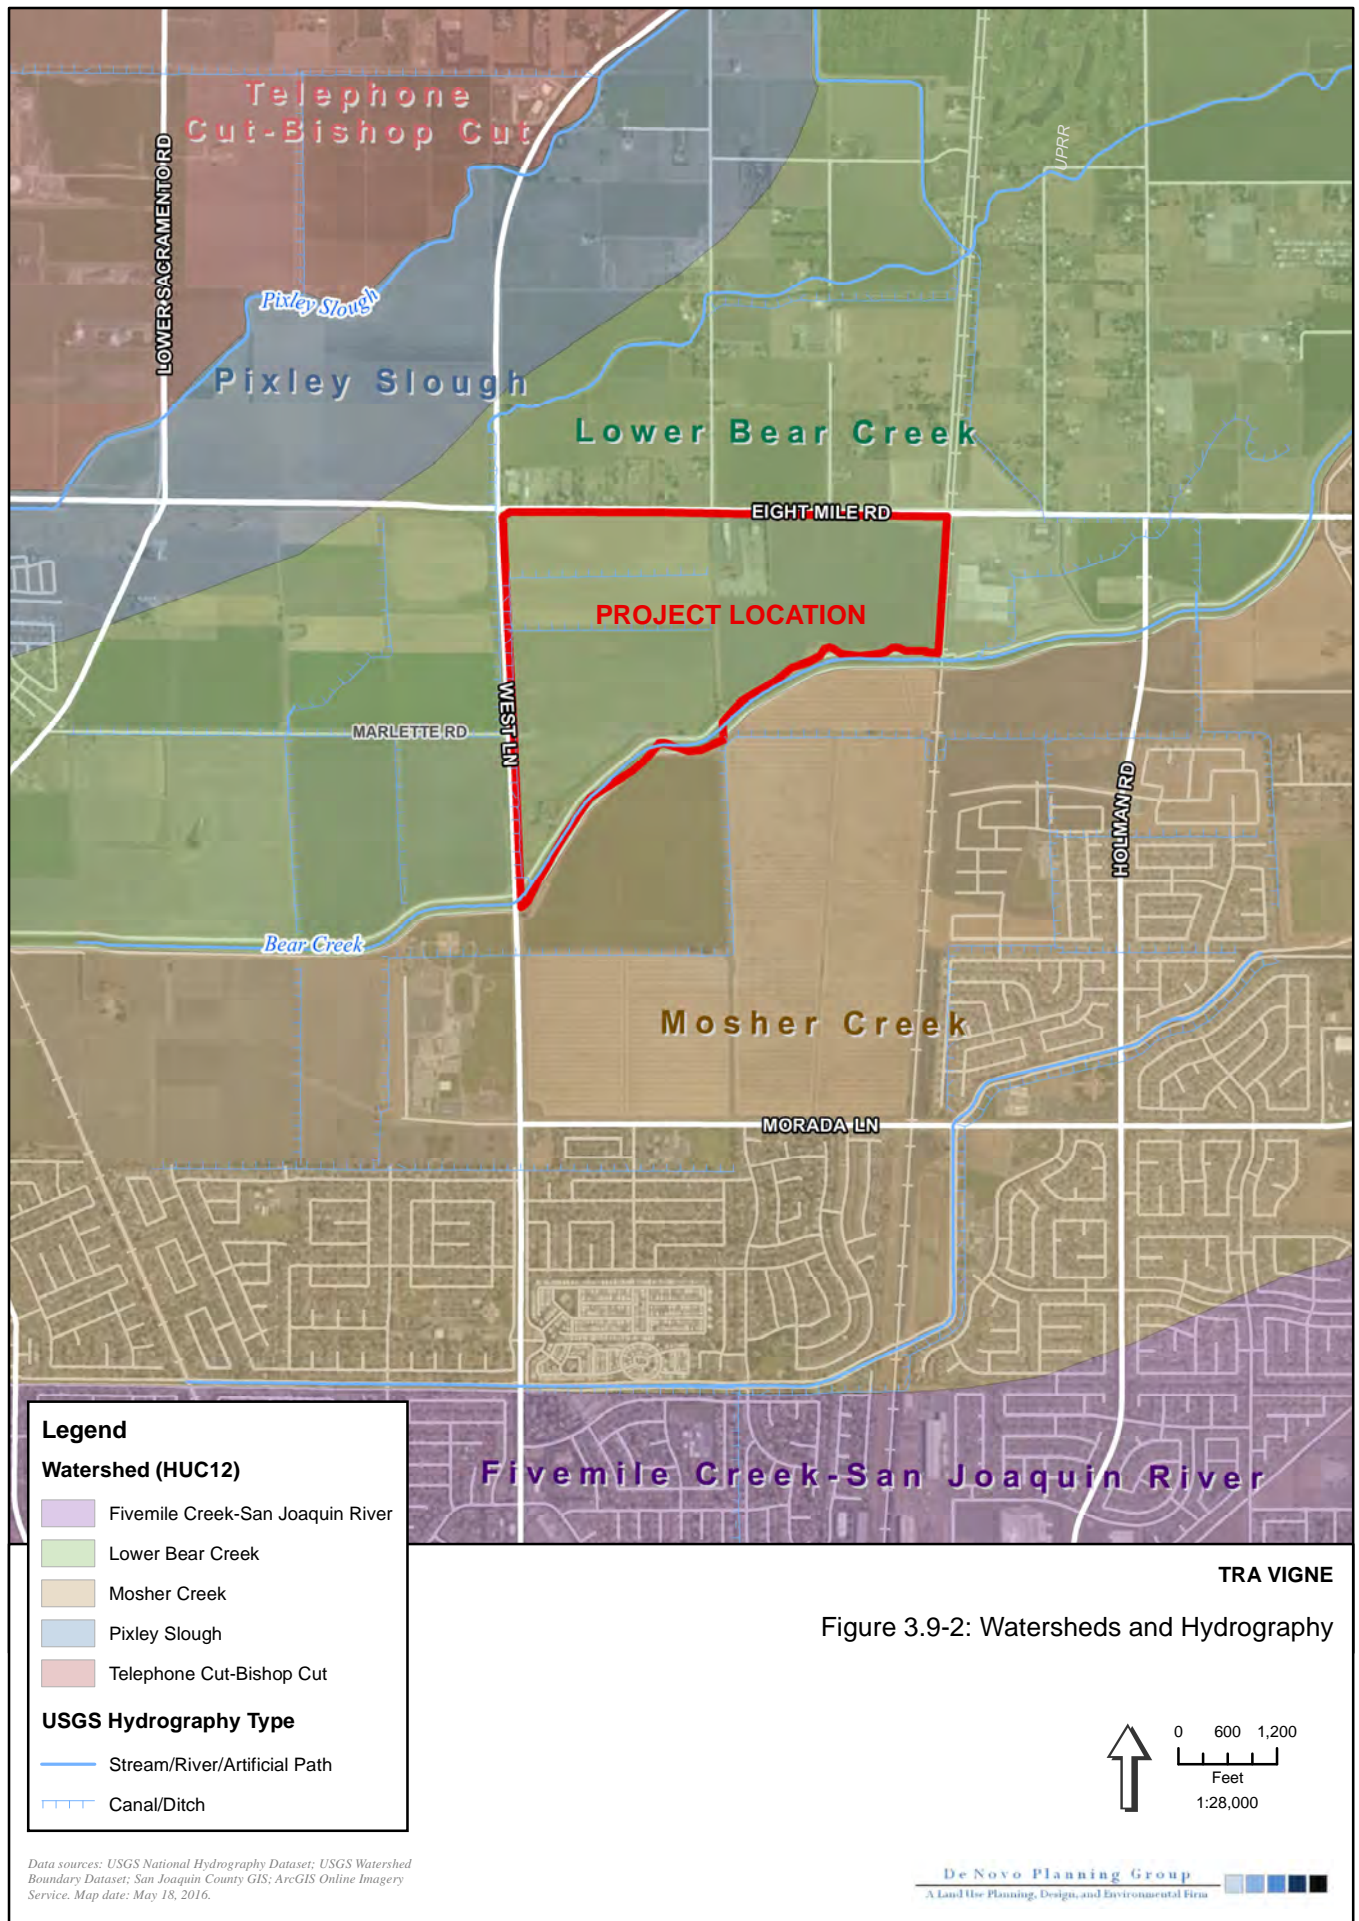 Telephone
Cut-Bishop Cut
UPRR
LOWER SACRAMENTO RD
Pixley Slough
Pixley Slough
Lower Bear Creek
EIGHT MILE RD
PROJECT LOCATION
WEST LN
MARLETTE RD
HOLMAN RD
Bear Creek
Mosher Creek
MORADA LN
Fivemile Creek-San Joaquin River
Legend
Watershed (HUC12)
Fivemile Creek-San Joaquin River
Lower Bear Creek
Mosher Creek
Pixley Slough
Telephone Cut-Bishop Cut
USGS Hydrography Type
Stream/River/Artificial Path
Canal/Ditch
TRA VIGNE
Figure 3.9-2: Watersheds and Hydrography
0 600 1,200
Feet
1:28,000
Data sources: USGS National Hydrography Dataset; USGS Watershed
Boundary Dataset; San Joaquin County GIS; ArcGIS Online Imagery
Service. Map date: May 18, 2016.
De Novo Planning Group
A Land Use Planning, Design, and Environmental Firm